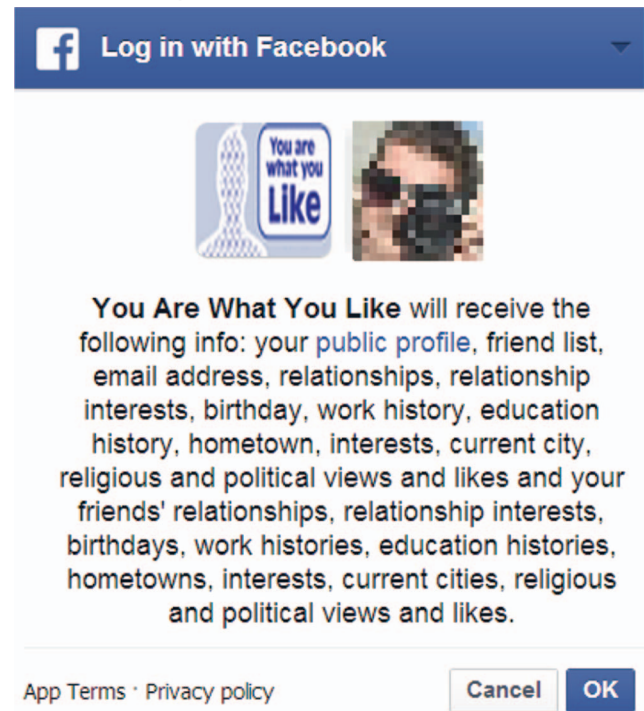 f Log in with Facebook
You are
what you
Like
You Are What You Like will receive the
following info: your public profile, friend list,
email address, relationships, relationship
interests, birthday, work history, education
history, hometown, interests, current city,
religious and political views and likes and your
friends' relationships, relationship interests,
birthdays, work histories, education histories,
hometowns, interests, current cities, religious
and political views and likes.
App Terms · Privacy policy Cancel OK